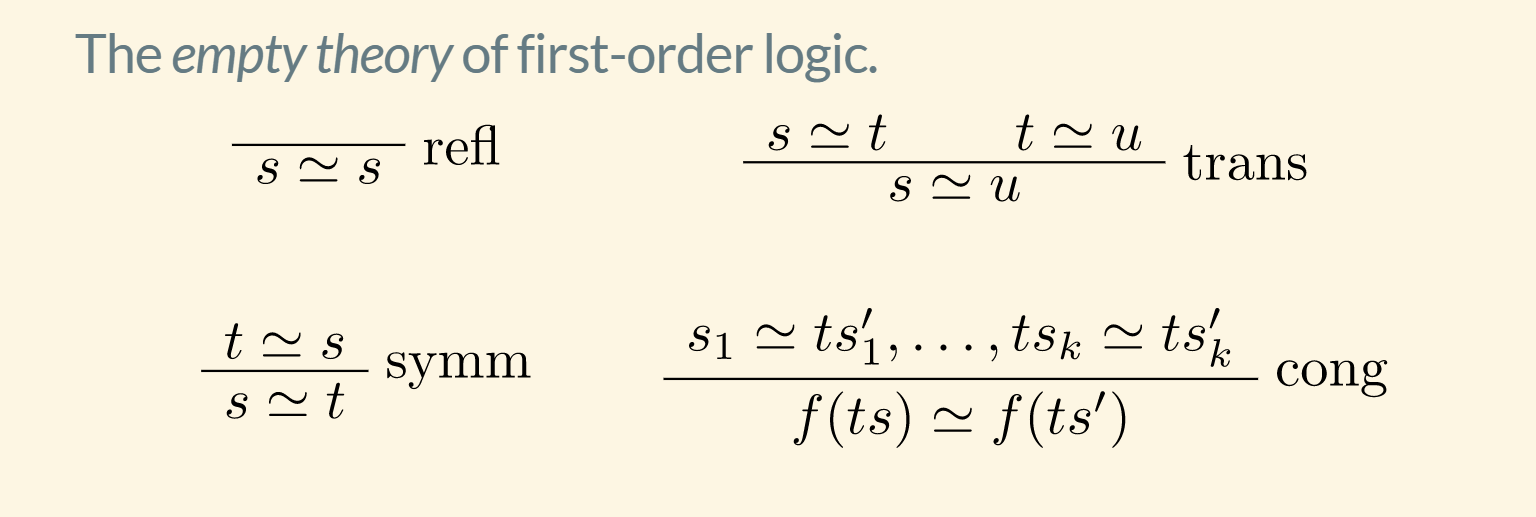 The empty theory of first-order logic.
s ≃ s refl
s ≃ t t ≃ u
s ≃ u trans
t ≃ s
s ≃ t symm
s₁ ≃ ts′₁, . . . , tsₖ ≃ ts′ₖ
f(ts) ≃ f(ts′) cong